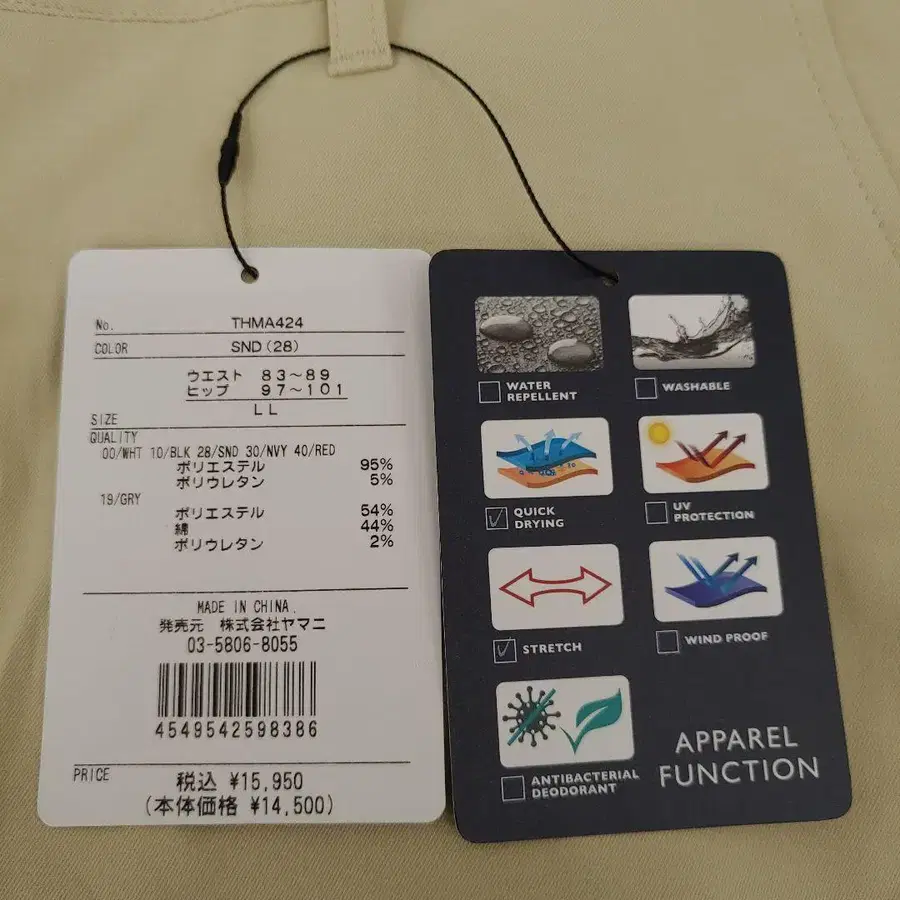 No. THMA424
COLOR SND(28)
ウエスト 83~89
ヒップ 97~101
LL
SIZE
QUALITY
00/WHT 10/BLK 28/SND 30/NVY 40/RED
ポリエステル 95%
ポリウレタン 5%
19/GRY
ポリエステル 54%
綿 44%
ポリウレタン 2%
MADE IN CHINA.
発売元 株式会社ヤマニ
03-5806-8055
4549542598386
PRICE
税込 ¥15,950
(本体価格 ¥14,500)
WATER
REPELLENT
WASHABLE
QUICK
DRYING
UV
PROTECTION
STRETCH
WIND PROOF
ANTIBACTERIAL
DEODORANT
APPAREL
FUNCTION